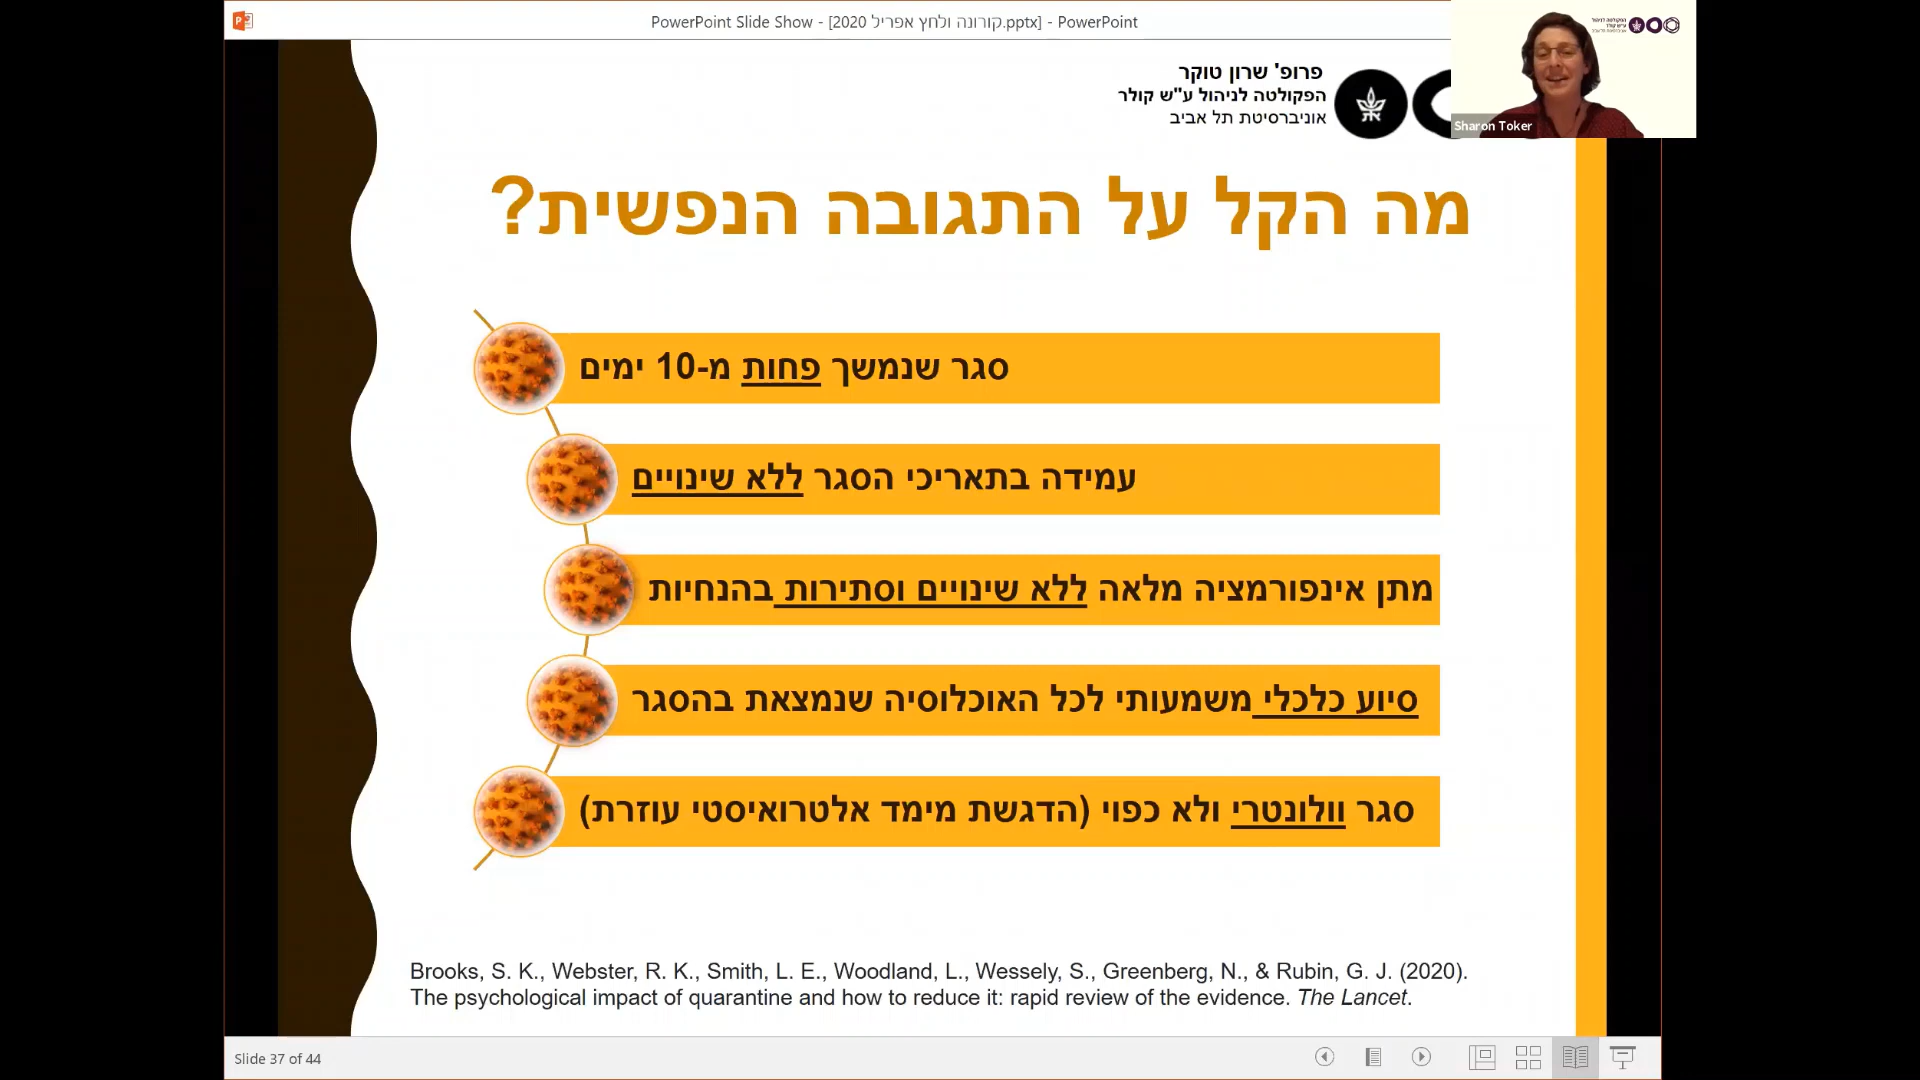 PowerPoint Slide Show - [קורונה ולחץ אפריל 2020.pptx] - PowerPoint
Sharon Toker
פרופ' שרון טוקר
הפקולטה לניהול ע"ש קולר
אוניברסיטת תל אביב
מה הקל על התגובה הנפשית?
סגר שנמשך פחות מ-10 ימים
עמידה בתאריכי הסגר ללא שינויים
מתן אינפורמציה מלאה ללא שינויים וסתירות בהנחיות
סיוע כלכלי משמעותי לכל האוכלוסיה שנמצאת בהסגר
סגר וולונטרי ולא כפוי (הדגשת מימד אלטרואיסטי עוזרת)
Brooks, S. K., Webster, R. K., Smith, L. E., Woodland, L., Wessely, S., Greenberg, N., & Rubin, G. J. (2020).
The psychological impact of quarantine and how to reduce it: rapid review of the evidence. The Lancet.
Slide 37 of 44